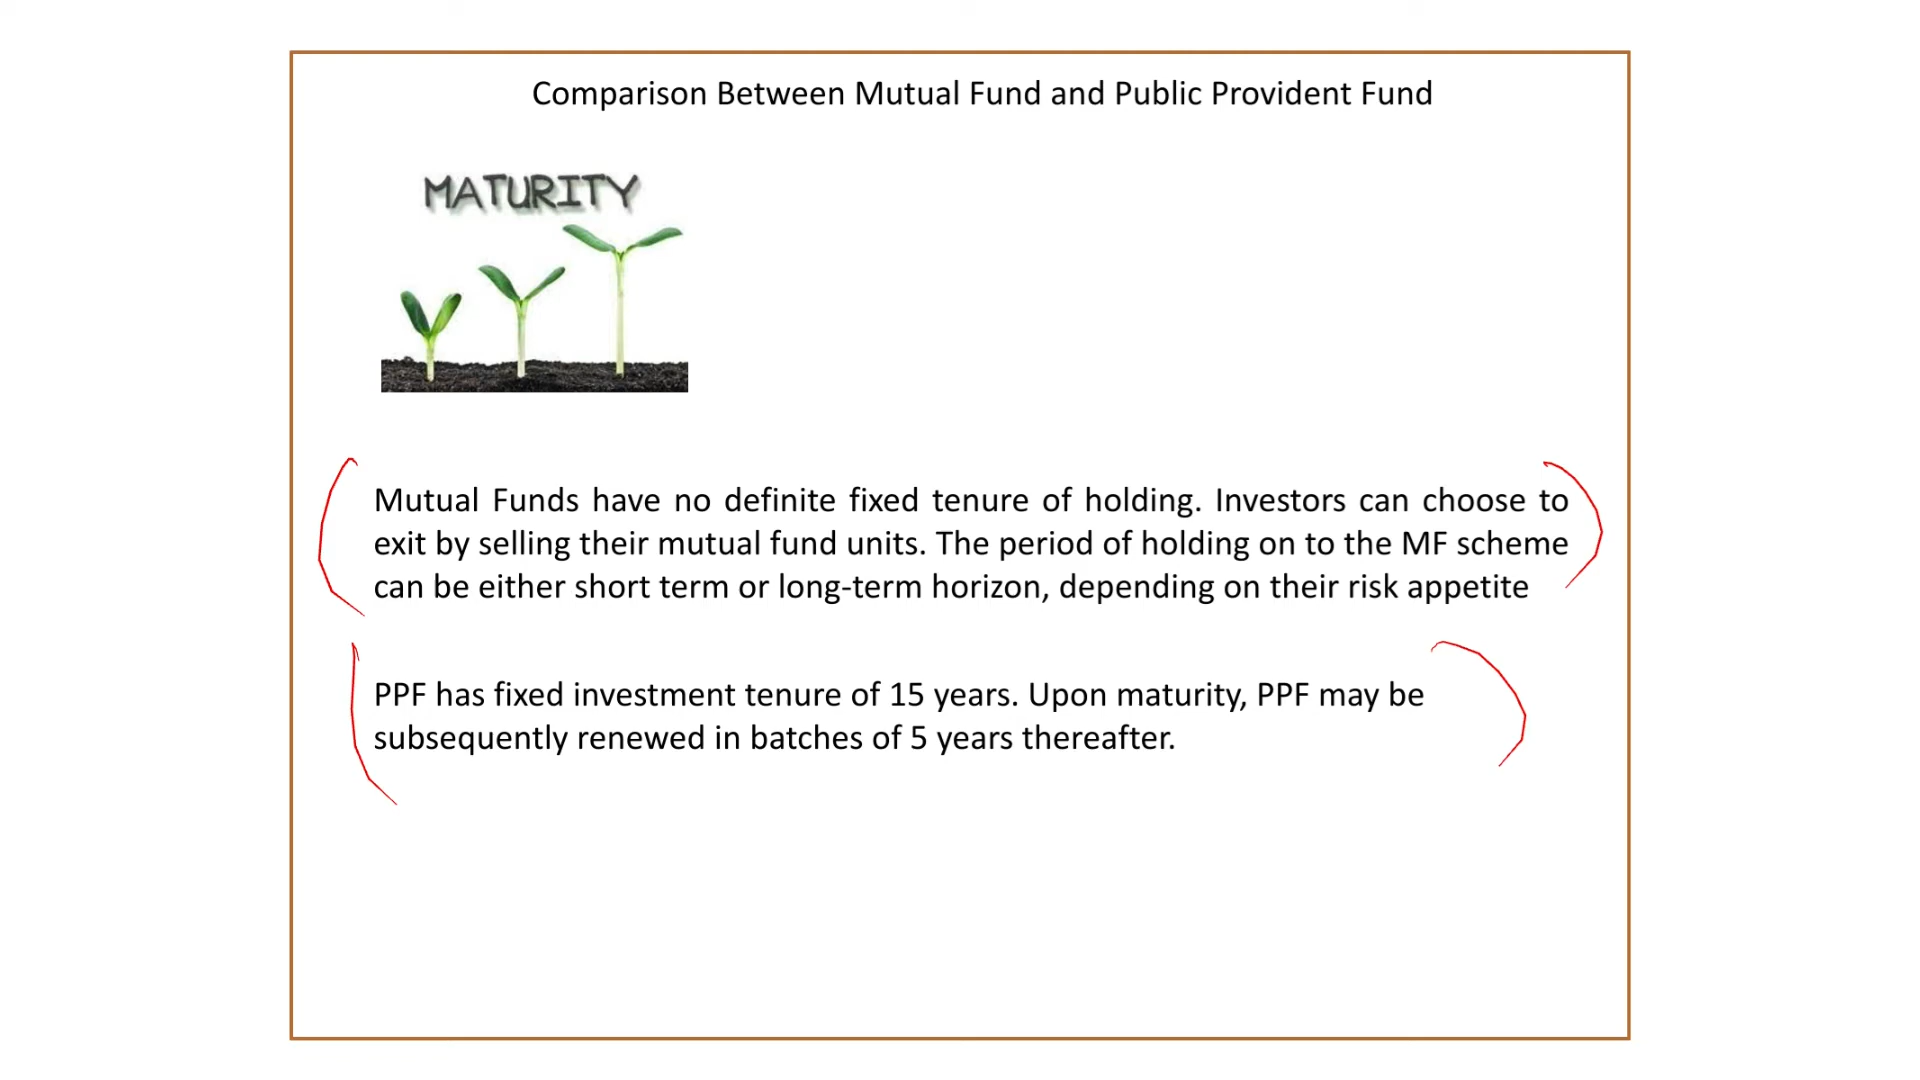 Comparison Between Mutual Fund and Public Provident Fund
MATURITY
Mutual Funds have no definite fixed tenure of holding. Investors can choose to
exit by selling their mutual fund units. The period of holding on to the MF scheme
can be either short term or long-term horizon, depending on their risk appetite
PPF has fixed investment tenure of 15 years. Upon maturity, PPF may be
subsequently renewed in batches of 5 years thereafter.